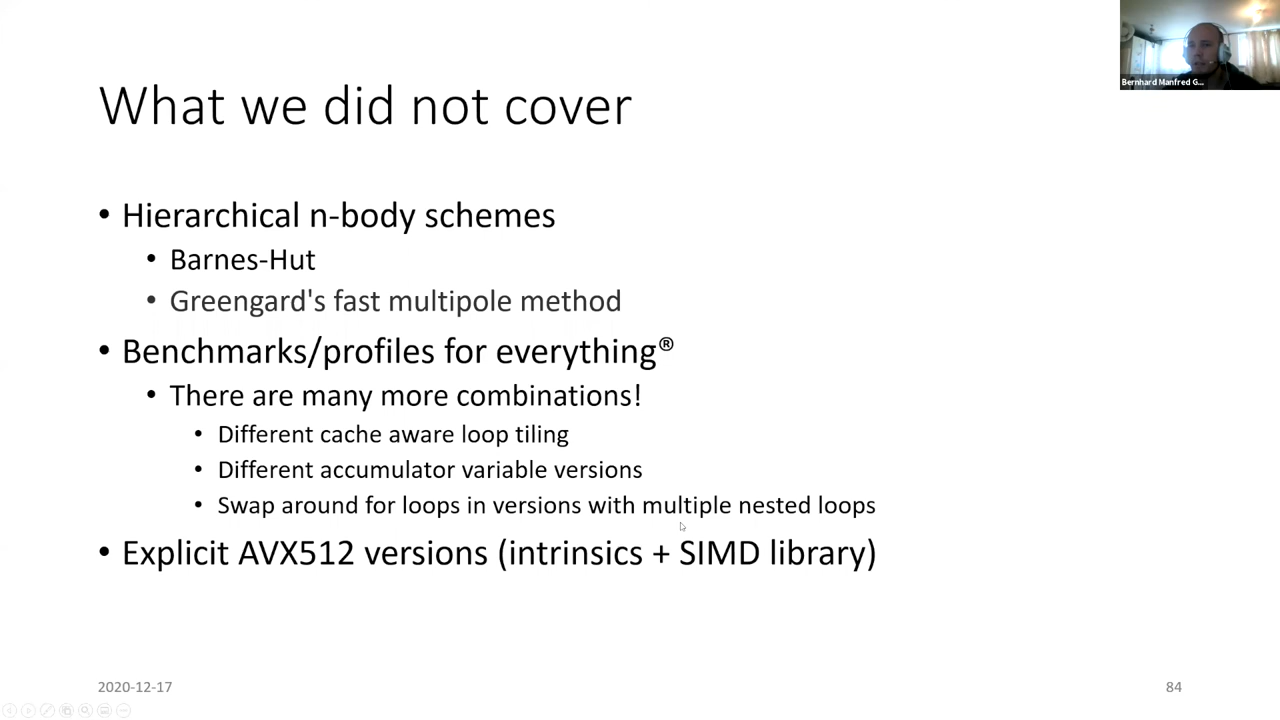 Bernhard Manfred G...
What we did not cover
• Hierarchical n-body schemes
• Barnes-Hut
• Greengard's fast multipole method
• Benchmarks/profiles for everything®
• There are many more combinations!
• Different cache aware loop tiling
• Different accumulator variable versions
• Swap around for loops in versions with multiple nested loops
• Explicit AVX512 versions (intrinsics + SIMD library)
2020-12-17
84